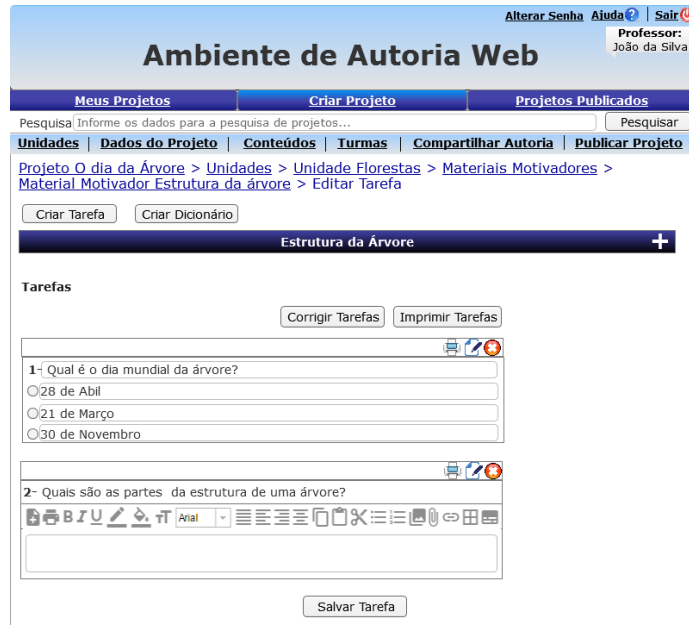 Alterar Senha Ajuda? | Sair
Professor:
João da Silva
Ambiente de Autoria Web
Meus Projetos Criar Projeto Projetos Publicados
Pesquisa Informe os dados para a pesquisa de projetos... Pesquisar
Unidades | Dados do Projeto | Conteúdos | Turmas | Compartilhar Autoria | Publicar Projeto
Projeto O dia da Árvore > Unidades > Unidade Florestas > Materiais Motivadores >
Material Motivador Estrutura da árvore > Editar Tarefa
Criar Tarefa Criar Dicionário
Estrutura da Árvore
Tarefas
Corrigir Tarefas Imprimir Tarefas
1- Qual é o dia mundial da árvore?
28 de Abil
21 de Março
30 de Novembro
2- Quais são as partes da estrutura de uma árvore?
B I U TT Arial
Salvar Tarefa